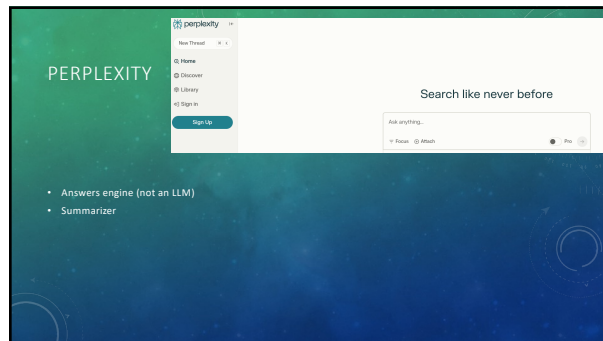 perplexity
New Thread
Home
PERPLEXITY
Discover
Library
Sign in
Sign Up
Search like never before
Ask anything...
Focus Attach Pro
• Answers engine (not an LLM)
• Summarizer